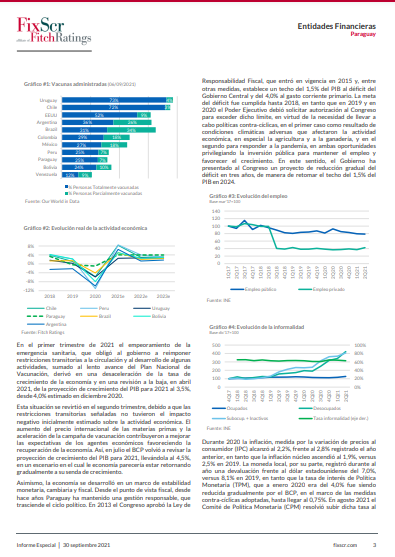 FixScr
FitchRatings
Entidades Financieras
Paraguay
Gráfico #1: Vacunas administradas (06/09/2021)
Uruguay
Chile
EEUU
Argentina
Brasil
Colombia
México
Peru
Paraguay
Bolivia
Venezuela
% Personas Totalmente vacunadas
% Personas Parcialmente vacunadas
Fuente: Our World in Data
Gráfico #2: Evolución real de la actividad económica
8%
4%
0%
-4%
-8%
-12%
2018 2019 2020 2021e 2022e 2023e
Chile Peru Uruguay
Paraguay Brasil Bolivia
Argentina
Fuente: Fitch Ratings
En el primer trimestre de 2021 el empeoramiento de la
emergencia sanitaria, que obligó al gobierno a reimponer
restricciones transitorias a la circulación y el desarrollo de algunas
actividades, sumado al lento avance del Plan Nacional de
Vacunación, derivó en una desaceleración de la tasa de
crecimiento de la economía y en una revisión a la baja, en abril
2021, de la proyección de crecimiento del PIB para 2021 al 3,5%,
desde 4,0% estimado en diciembre 2020.
Esta situación se revirtió en el segundo trimestre, debido a que las
restricciones transitorias señaladas no tuvieron el impacto
negativo inicialmente estimado sobre la actividad económica. El
aumento del precio internacional de las materias primas y la
aceleración de la campaña de vacunación contribuyeron a mejorar
las expectativas de los agentes económicos favoreciendo la
recuperación de la economía. Así, en julio el BCP volvió a revisar la
proyección de crecimiento del PIB para 2021, llevándola al 4,5%,
en un escenario en el cual la economía parecería estar retornando
gradualmente a su senda de crecimiento.
Asimismo, la economía se desarrolló en un marco de estabilidad
monetaria, cambiaria y fiscal. Desde el punto de vista fiscal, desde
hace años Paraguay ha mantenido una gestión responsable, que
trasciende el ciclo político. En 2013 el Congreso aprobó la Ley de
Responsabilidad Fiscal, que entró en vigencia en 2015 y, entre
otras medidas, establece un techo del 1,5% del PIB al déficit del
Gobierno Central y del 4,0% al gasto corriente primario. La meta
del déficit fue cumplida hasta 2018, en tanto que en 2019 y en
2020 el Poder Ejecutivo debió solicitar autorización al Congreso
para exceder dicho límite, en virtud de la necesidad de llevar a
cabo políticas contra-cíclicas, en el primer caso como resultado de
condiciones climáticas adversas que afectaron la actividad
económica, en especial la agricultura y a la ganadería, y en el
segundo para responder a la pandemia, en ambas oportunidades
privilegiando la inversión pública para mantener el empleo y
favorecer el crecimiento. En este sentido, el Gobierno ha
presentado al Congreso un proyecto de reducción gradual del
déficit en tres años, de manera de retomar el techo del 1,5% del
PIB en 2024.
Gráfico #3: Evolución del empleo
140
120
100
80
60
40
20
0
Empleo público Empleo privado
Fuente: INE
Gráfico #4: Evolución de la Informalidad
500
400
300
200
100
0
100%
80%
60%
40%
20%
0%
Ocupados Desocupados
Subocup. + Inactivos Tasa informalidad (eje der.)
Fuente: INE
Durante 2020 la inflación, medida por la variación de precios al
consumidor (IPC) alcanzó al 2,2%, frente al 2,8% registrado el año
anterior, en tanto que la inflación núcleo ascendió al 1,9%, versus
2,5% en 2019. La moneda local, por su parte, registró durante el
año una devaluación frente al dólar estadounidense del 7,0%,
versus 8,1% en 2019, en tanto que la tasa de interés de Política
Monetaria (TPM), que a enero 2020 era del 4,0% fue siendo
reducida gradualmente por el BCP, en el marco de las medidas
contra-cíclicas adoptadas, hasta llegar al 0,75%. En agosto 2021 el
Comité de Política Monetaria (CPM) resolvió subir dicha tasa al
Informe Especial | 30 septiembre 2021
fixscr.com
3